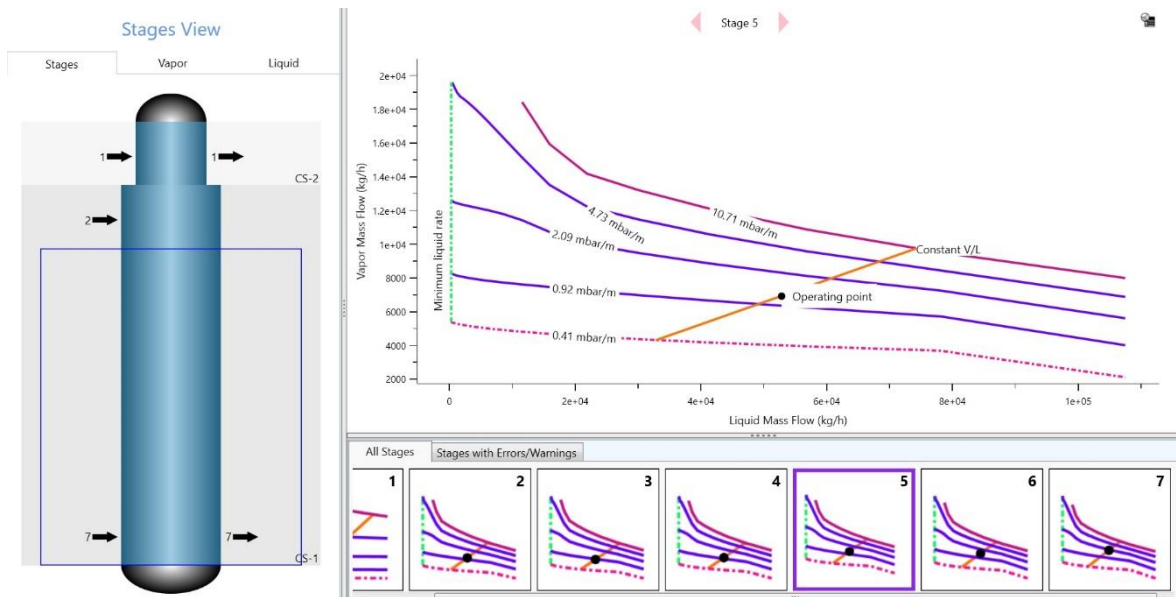 Stages View
Stages
Vapor
Liquid
1
1
CS-2
2
7
7
CS-1
Stage 5
Vapor Mass Flow (kg/h)
2e+04
1.8e+04
1.6e+04
1.4e+04
1.2e+04
1e+04
8000
6000
4000
2000
Minimum liquid rate
10.71 mbar/m
4.73 mbar/m
2.09 mbar/m
0.92 mbar/m
0.41 mbar/m
Constant V/L
Operating point
0
2e+04
4e+04
6e+04
8e+04
1e+05
Liquid Mass Flow (kg/h)
All Stages
Stages with Errors/Warnings
1
2
3
4
5
6
7